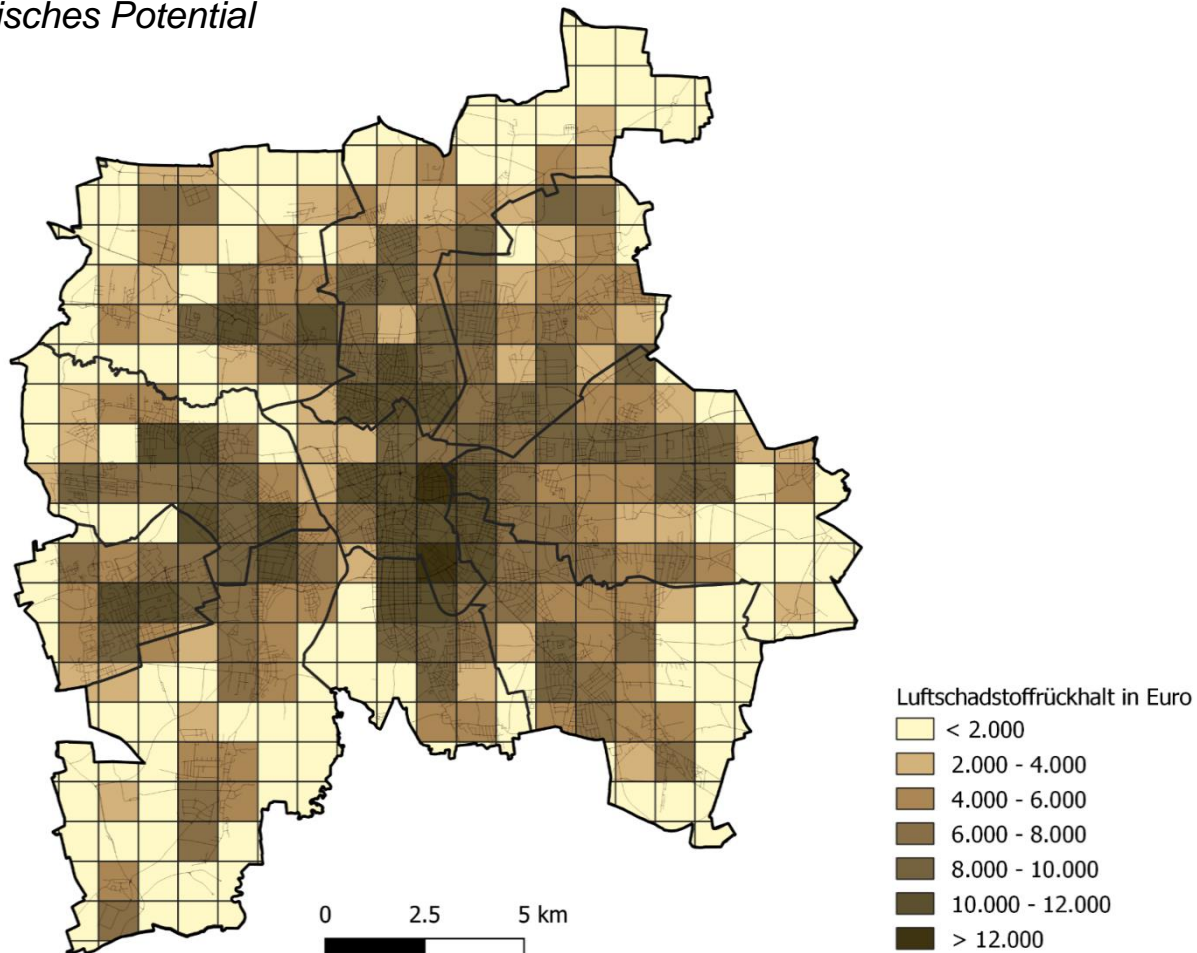 isches Potential
0 2.5 5 km
Luftschadstoffrückhalt in Euro
< 2.000
2.000 - 4.000
4.000 - 6.000
6.000 - 8.000
8.000 - 10.000
10.000 - 12.000
> 12.000